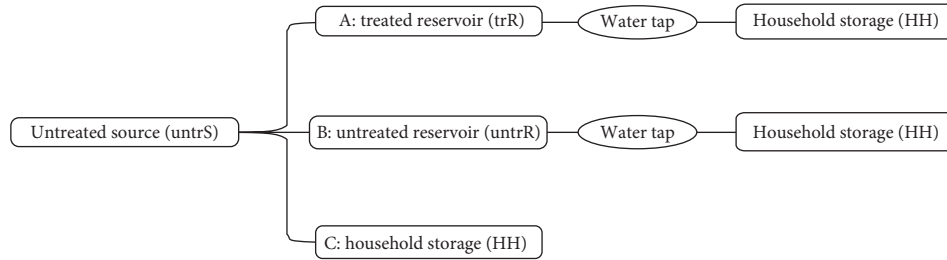 A: treated reservoir (trR)
Water tap
Household storage (HH)
Untreated source (untrS)
B: untreated reservoir (untrR)
Water tap
Household storage (HH)
C: household storage (HH)